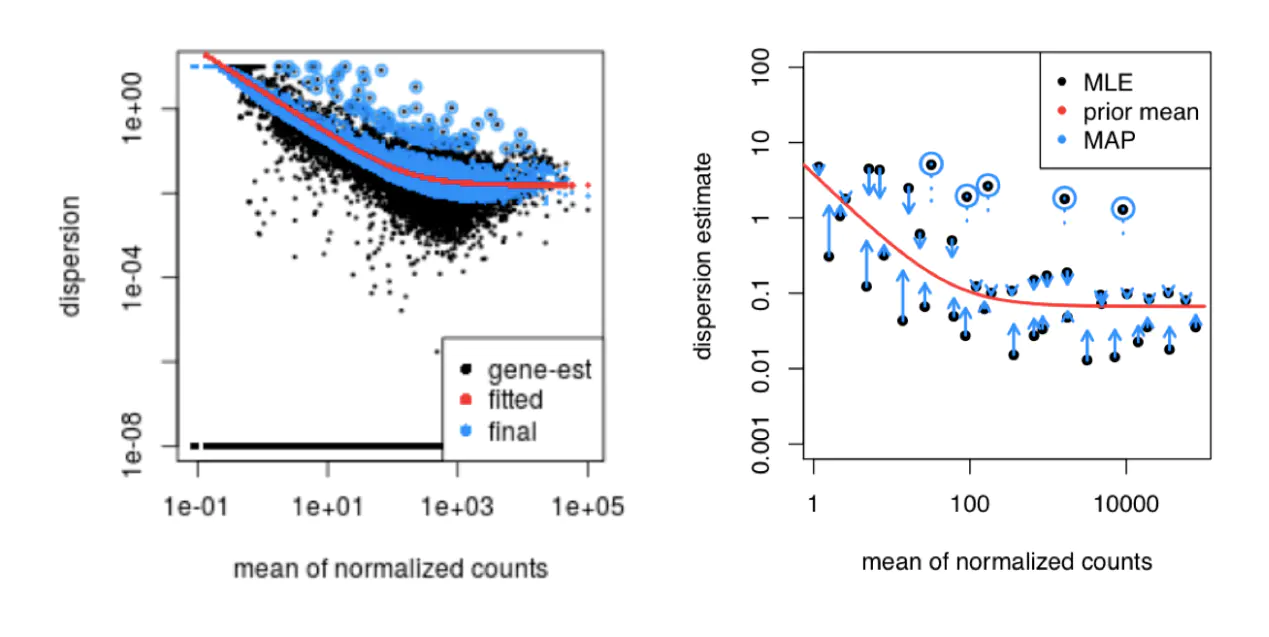 dispersion
1e+00
1e-04
1e-08
gene-est
fitted
final
1e-01 1e+01 1e+03 1e+05
mean of normalized counts
dispersion estimate
100
10
1
0.1
0.01
0.001
MLE
prior mean
MAP
1 100 10000
mean of normalized counts